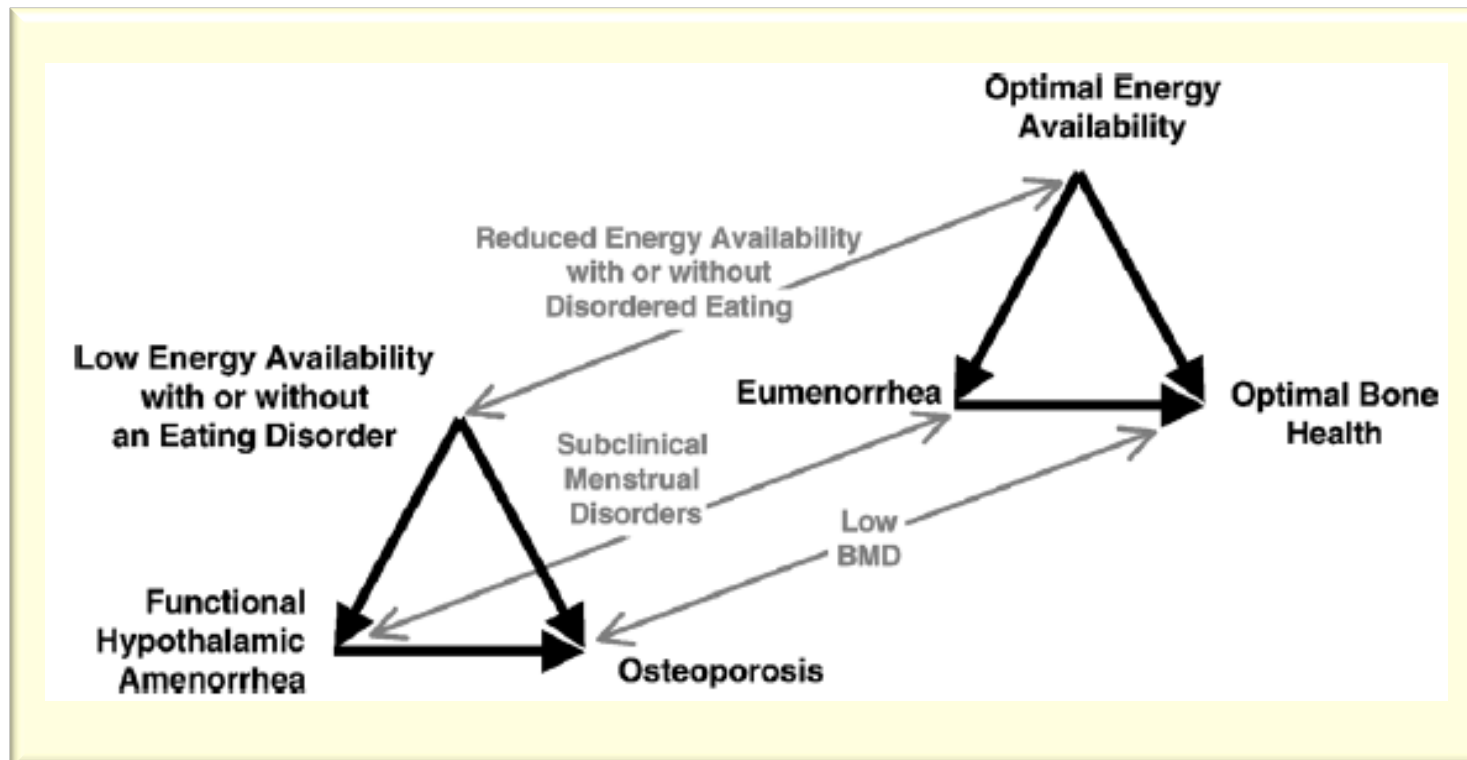 Optimal Energy
Availability
Reduced Energy Availability
with or without
Disordered Eating
Low Energy Availability
with or without
an Eating Disorder
Eumenorrhea
Optimal Bone
Health
Subclinical
Menstrual
Disorders
Low
BMD
Functional
Hypothalamic
Amenorrhea
Osteoporosis